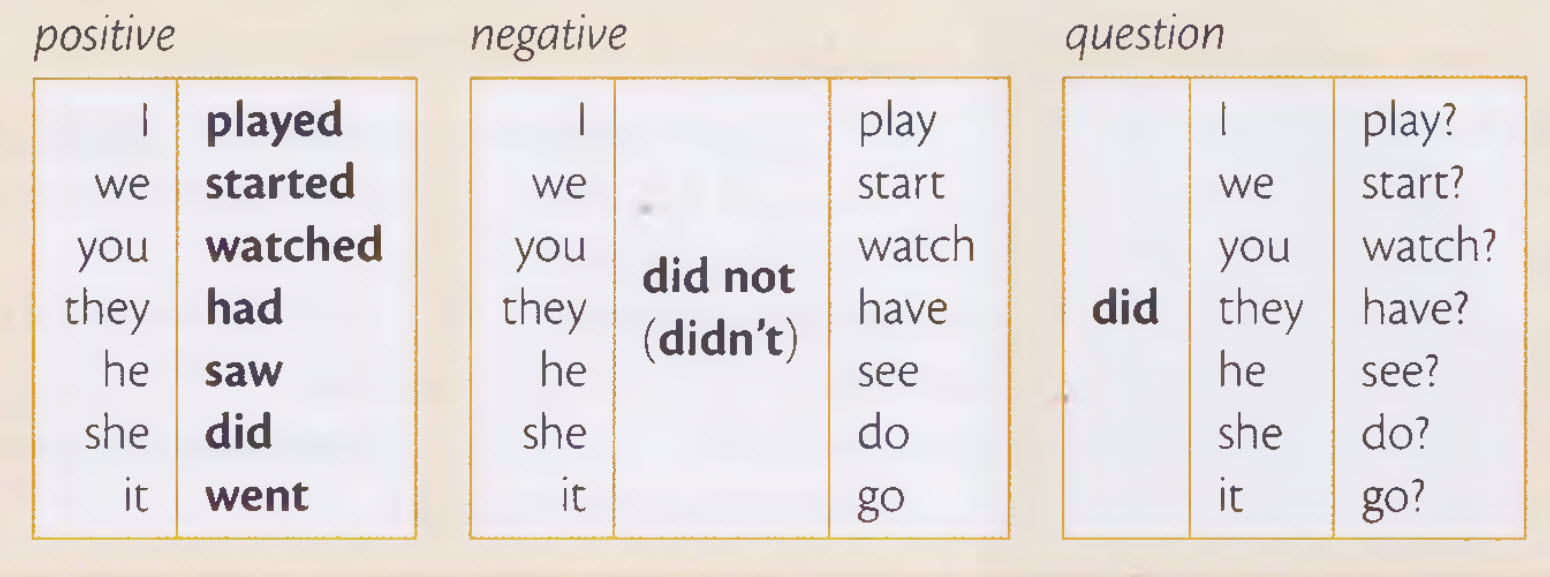 positive negative question
I played I play I play?
we started we start we start?
you watched you watch you watch?
did not
they had they have did they have?
(didn't)
he saw he see he see?
she did she do she do?
it went it go it go?